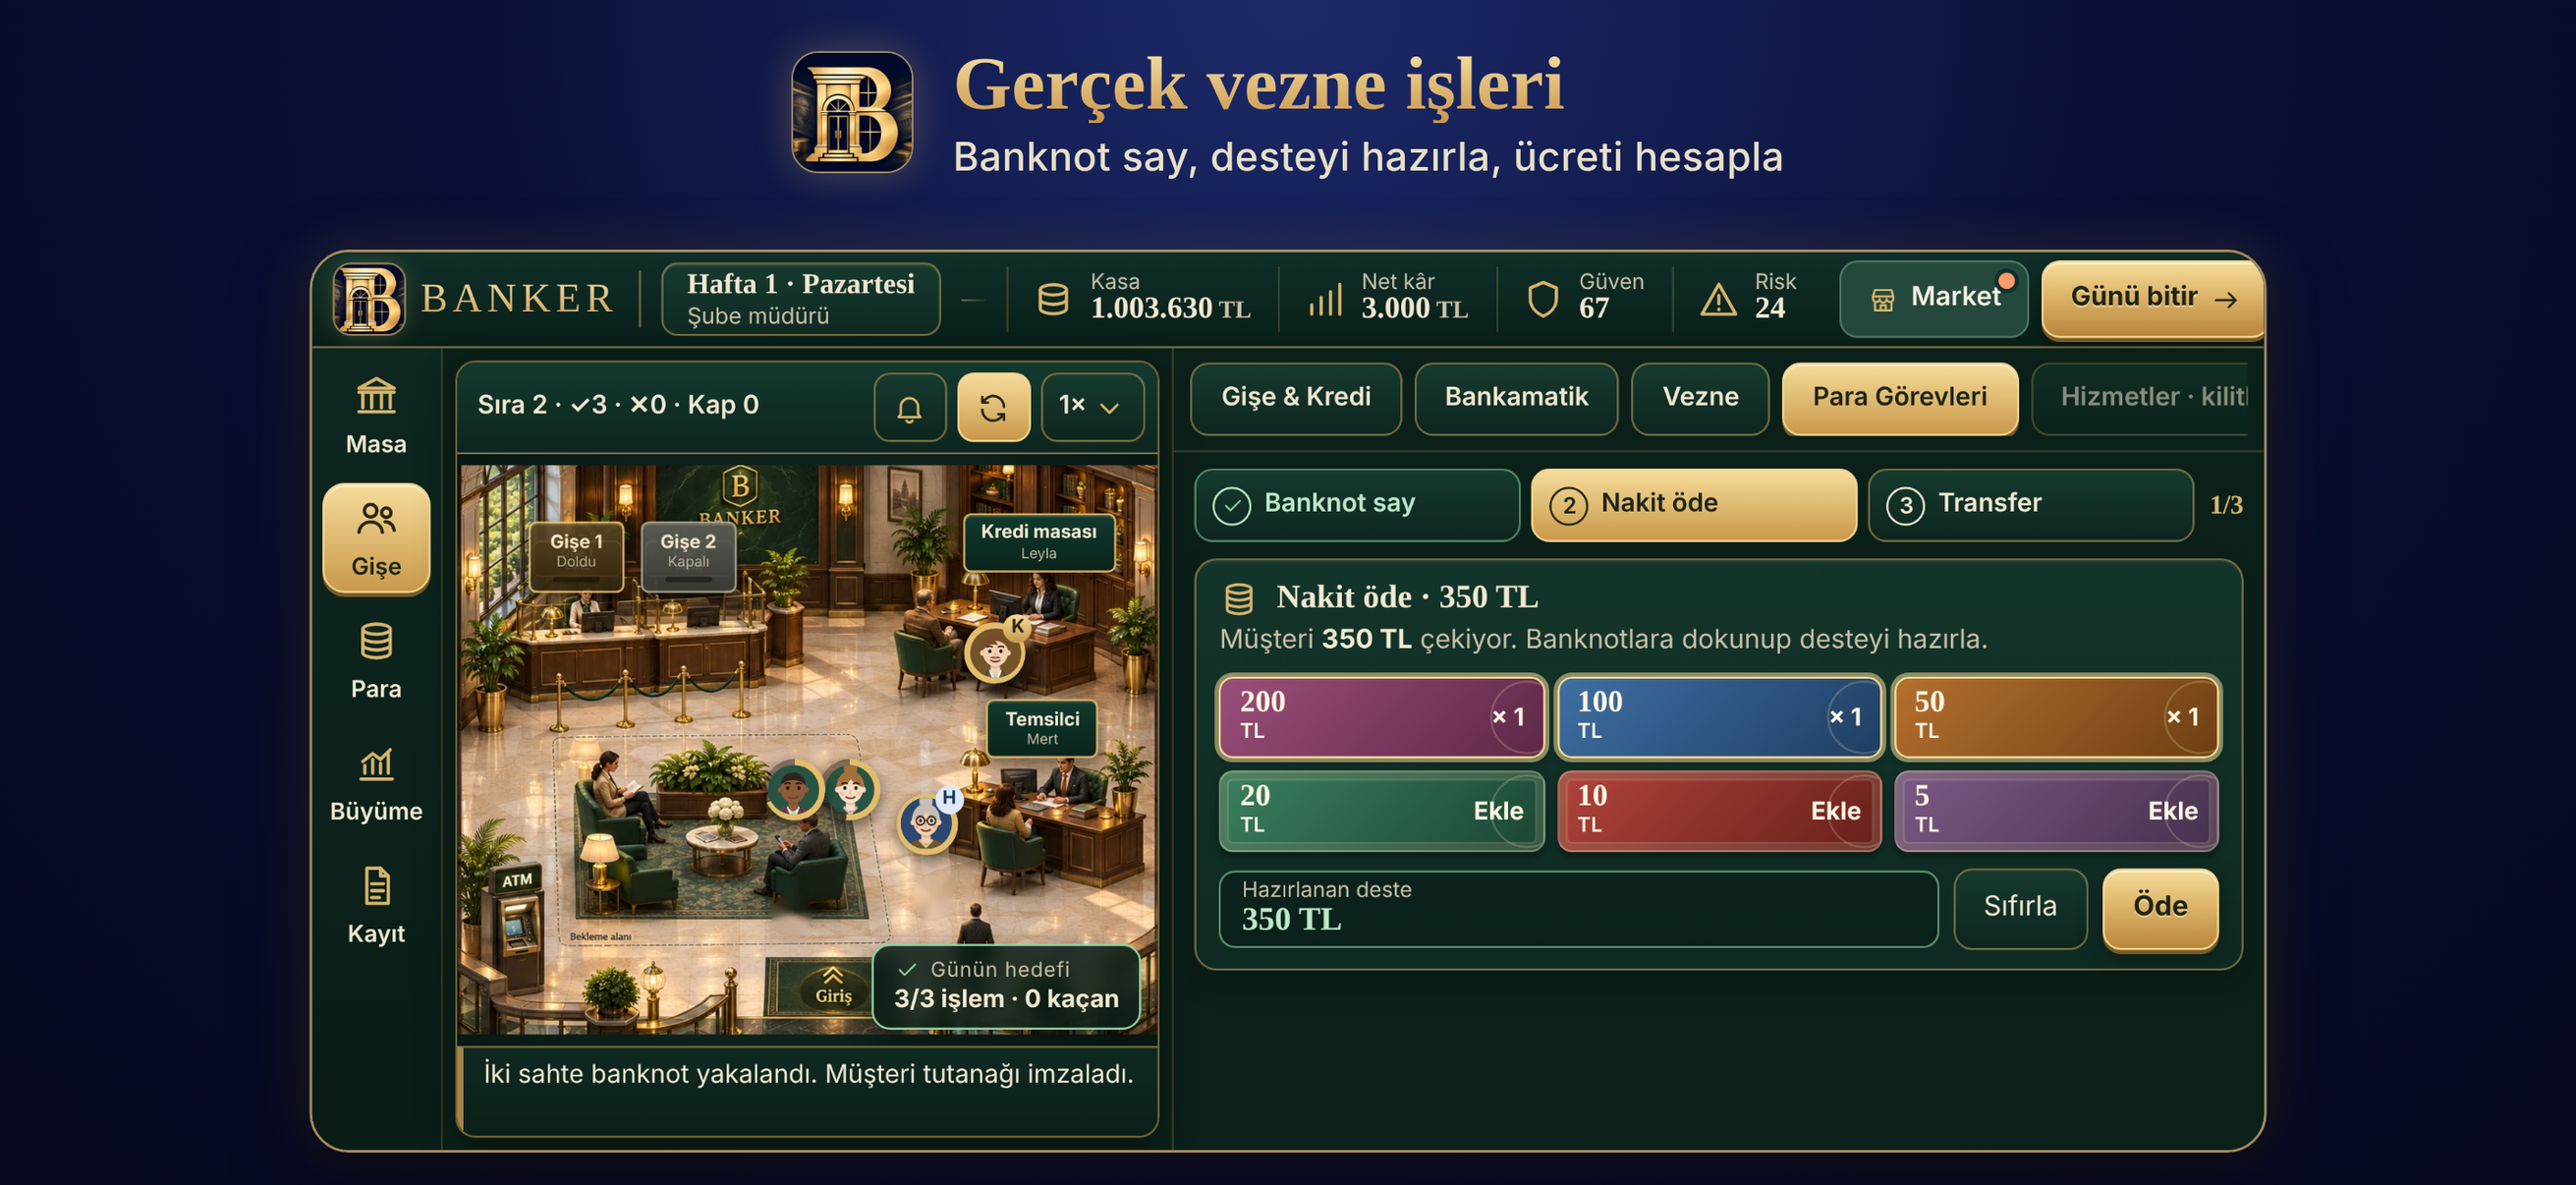 Gerçek vezne işleri
Banknot say, desteyi hazırla, ücreti hesapla
BANKER
Hafta 1 · Pazartesi
Şube müdürü
Kasa
1.003.630 TL
Net kâr
3.000 TL
Güven
67
Risk
24
Market
Günü bitir →
Masa
Gişe
Para
Büyüme
Kayıt
Sıra 2 · ✓3 · ✕0 · Kap 0
1×
B
BANKER
Gişe 1
Doldu
Gişe 2
Kapalı
Kredi masası
Leyla
K
Temsilci
Mert
H
ATM
Bekleme alanı
Giriş
✓ Günün hedefi
3/3 işlem · 0 kaçan
İki sahte banknot yakalandı. Müşteri tutanağı imzaladı.
Gişe & Kredi
Bankamatik
Vezne
Para Görevleri
Hizmetler · kilitl
✓ Banknot say
2 Nakit öde
3 Transfer
1/3
Nakit öde · 350 TL
Müşteri 350 TL çekiyor. Banknotlara dokunup desteyi hazırla.
200 TL × 1
100 TL × 1
50 TL × 1
20 TL Ekle
10 TL Ekle
5 TL Ekle
Hazırlanan deste
350 TL
Sıfırla
Öde